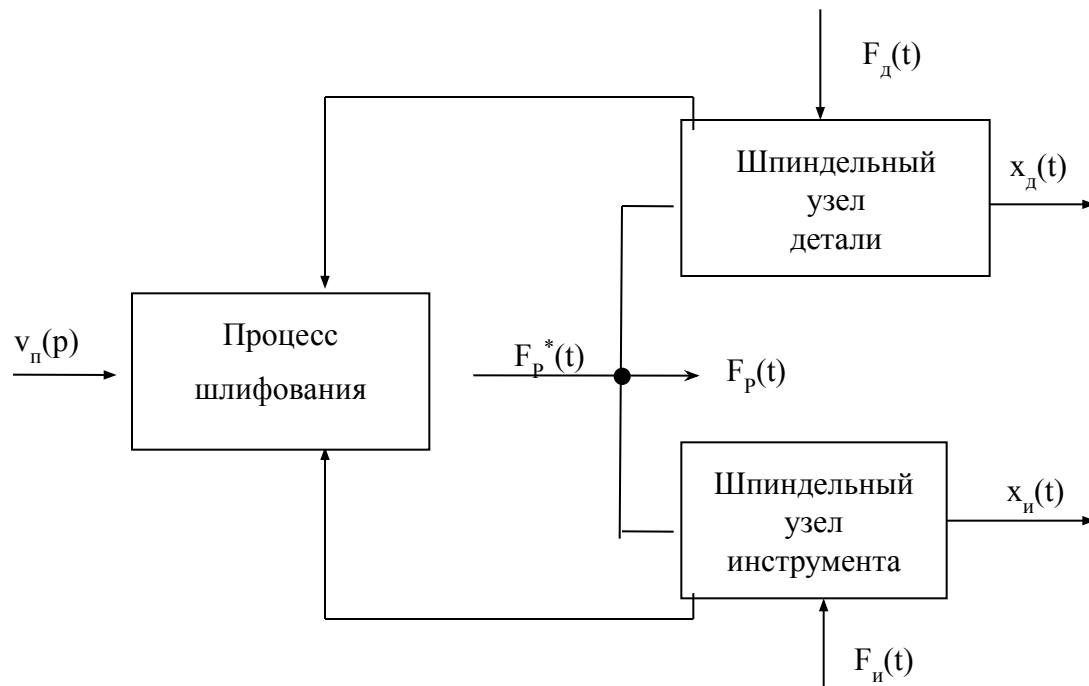 F_д(t)
Шпиндельный
узел
детали
x_д(t)
Процесс
шлифования
v_п(p)
F_P^*(t)
F_P(t)
Шпиндельный
узел
инструмента
x_и(t)
F_и(t)